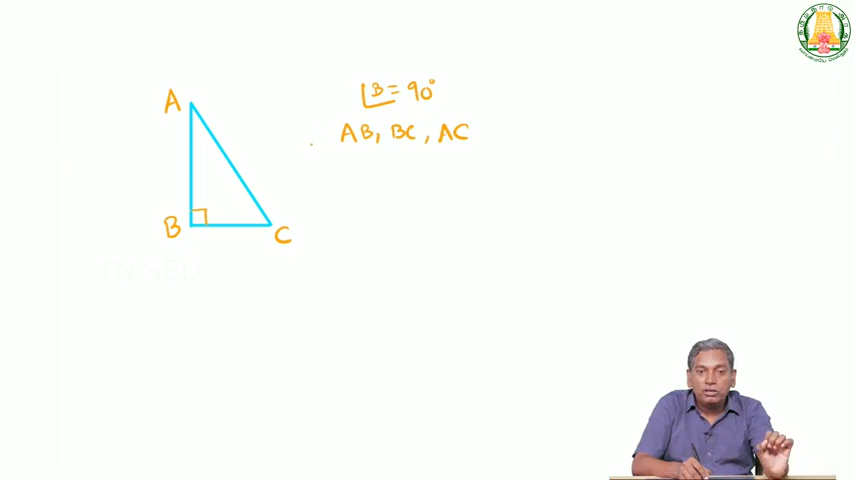 ∠B = 90°
AB, BC, AC
A
B
C
TN SED